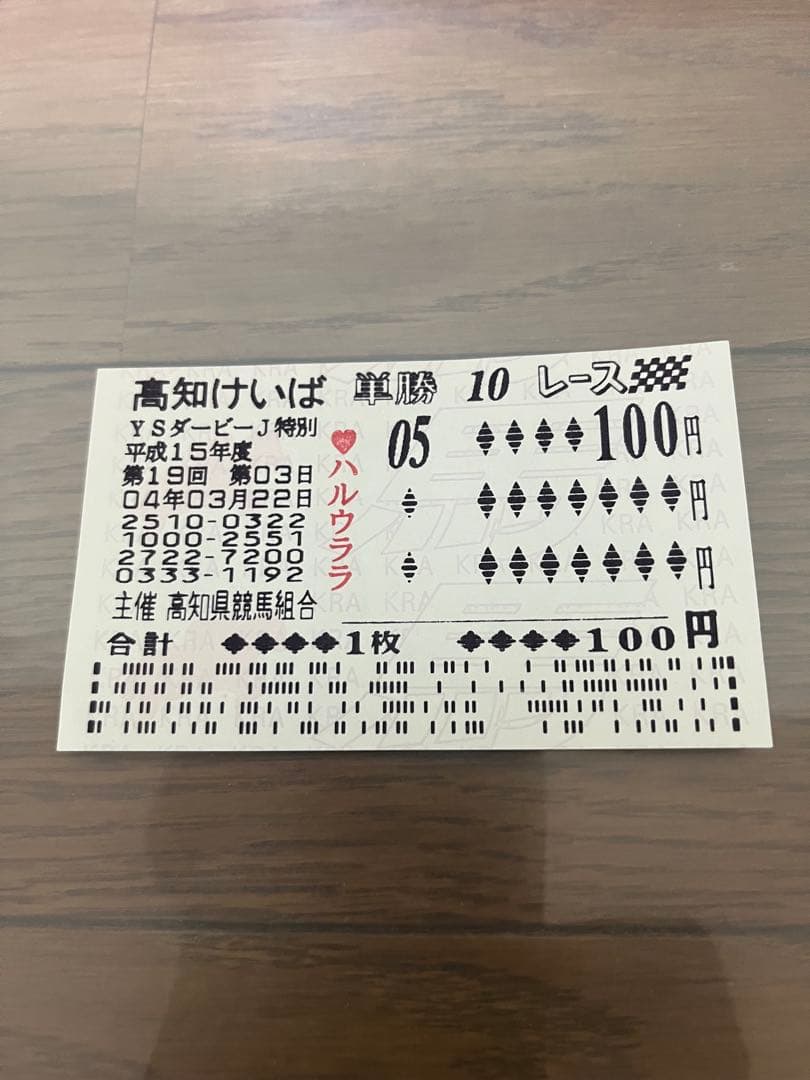 高知けいば 単勝 10 レース
YSダービーJ特別
平成15年度
第19回 第03日
04年03月22日
2510-0322
1000-2551
2722-7200
0333-1192
主催 高知県競馬組合
♥ハルウララ
05 ♦♦♦♦100円
♦ ♦♦♦♦♦♦♦円
♦ ♦♦♦♦♦♦♦円
合計 ◆◆◆◆1枚 ◆◆◆◆100円
KRA